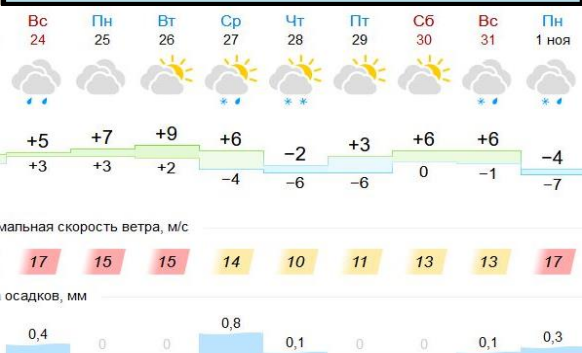 Вс Пн Вт Ср Чт Пт Сб Вс Пн
24 25 26 27 28 29 30 31 1 ноя
+5 +7 +9 +6 −2 +3 +6 +6 −4
+3 +3 +2 −4 −6 −6 0 −1 −7
мальная скорость ветра, м/с
17 15 15 14 10 11 13 13 17
осадков, мм
0,4 0 0 0,8 0,1 0 0 0,1 0,3